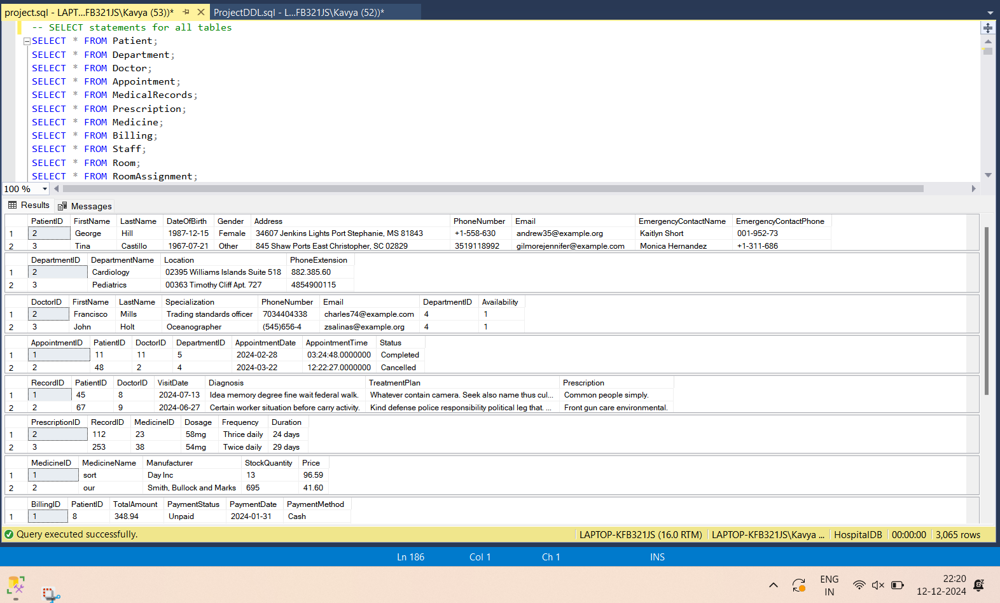 project.sql - LAPT...FB321JS\Kavya (53))* ProjectDDL.sql - L...FB321JS\Kavya (52))*
-- SELECT statements for all tables
SELECT * FROM Patient;
SELECT * FROM Department;
SELECT * FROM Doctor;
SELECT * FROM Appointment;
SELECT * FROM MedicalRecords;
SELECT * FROM Prescription;
SELECT * FROM Medicine;
SELECT * FROM Billing;
SELECT * FROM Staff;
SELECT * FROM Room;
SELECT * FROM RoomAssignment;
100 %
Results Messages
PatientID FirstName LastName DateOfBirth Gender Address PhoneNumber Email EmergencyContactName EmergencyContactPhone
1 2 George Hill 1987-12-15 Female 34607 Jenkins Lights Port Stephanie, MS 81843 +1-558-630 andrew35@example.org Kaitlyn Short 001-952-73
2 3 Tina Castillo 1967-07-21 Other 845 Shaw Ports East Christopher, SC 02829 3519118992 gilmorejennifer@example.com Monica Hernandez +1-311-686
DepartmentID DepartmentName Location PhoneExtension
1 2 Cardiology 02395 Williams Islands Suite 518 882.385.60
2 3 Pediatrics 00363 Timothy Cliff Apt. 727 4854900115
DoctorID FirstName LastName Specialization PhoneNumber Email DepartmentID Availability
1 2 Francisco Mills Trading standards officer 7034404338 charles74@example.com 4 1
2 3 John Holt Oceanographer (545)656-4 zsalinas@example.org 4 1
AppointmentID PatientID DoctorID DepartmentID AppointmentDate AppointmentTime Status
1 1 11 11 5 2024-02-28 03:24:48.0000000 Completed
2 2 48 2 4 2024-03-22 12:22:27.0000000 Cancelled
RecordID PatientID DoctorID VisitDate Diagnosis TreatmentPlan Prescription
1 1 45 8 2024-07-13 Idea memory degree fine wait federal walk. Whatever contain camera. Seek also name thus cul... Common people simply.
2 2 67 9 2024-06-27 Certain worker situation before carry activity. Kind defense police responsibility political leg that. ... Front gun care environmental.
PrescriptionID RecordID MedicineID Dosage Frequency Duration
1 2 112 23 58mg Thrice daily 24 days
2 3 253 38 54mg Twice daily 29 days
MedicineID MedicineName Manufacturer StockQuantity Price
1 1 sort Day Inc 13 96.59
2 2 our Smith, Bullock and Marks 695 41.60
BillingID PatientID TotalAmount PaymentStatus PaymentDate PaymentMethod
1 1 8 348.94 Unpaid 2024-01-31 Cash
Query executed successfully. LAPTOP-KFB321JS (16.0 RTM) LAPTOP-KFB321JS\Kavya ... HospitalDB 00:00:00 3,065 rows
Ln 186 Col 1 Ch 1 INS
ENG 22:20
IN 12-12-2024